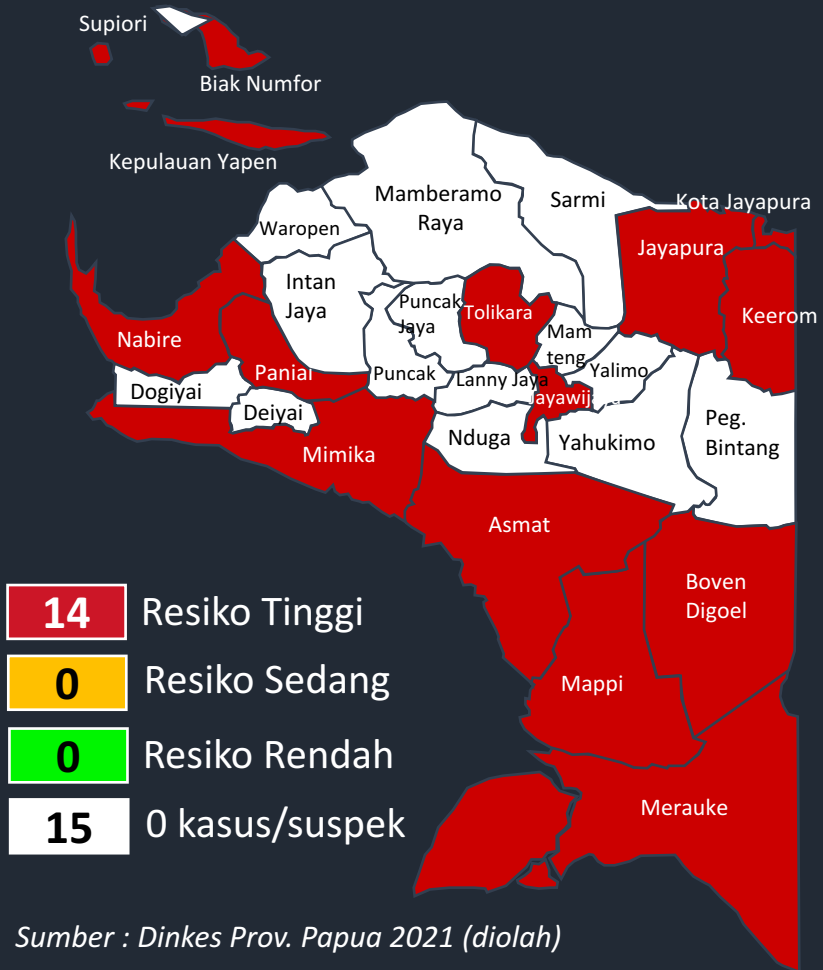 Supiori
Biak Numfor
Kepulauan Yapen
Mamberamo
Raya
Sarmi
Kota Jayapura
Waropen
Jayapura
Intan
Jaya
Puncak
Jaya
Tolikara
Keerom
Nabire
Mam
teng
Paniai
Puncak
Lanny Jaya
Yalimo
Dogiyai
Jayawijaya
Deiyai
Nduga
Yahukimo
Peg.
Bintang
Mimika
Asmat
Boven
Digoel
Mappi
Merauke
14 Resiko Tinggi
0 Resiko Sedang
0 Resiko Rendah
15 0 kasus/suspek
Sumber : Dinkes Prov. Papua 2021 (diolah)